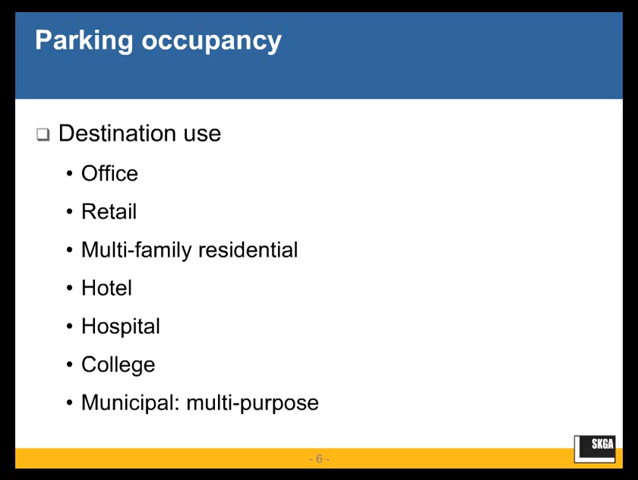 Parking occupancy
❑ Destination use
• Office
• Retail
• Multi-family residential
• Hotel
• Hospital
• College
• Municipal: multi-purpose
- 6 -
SKGA